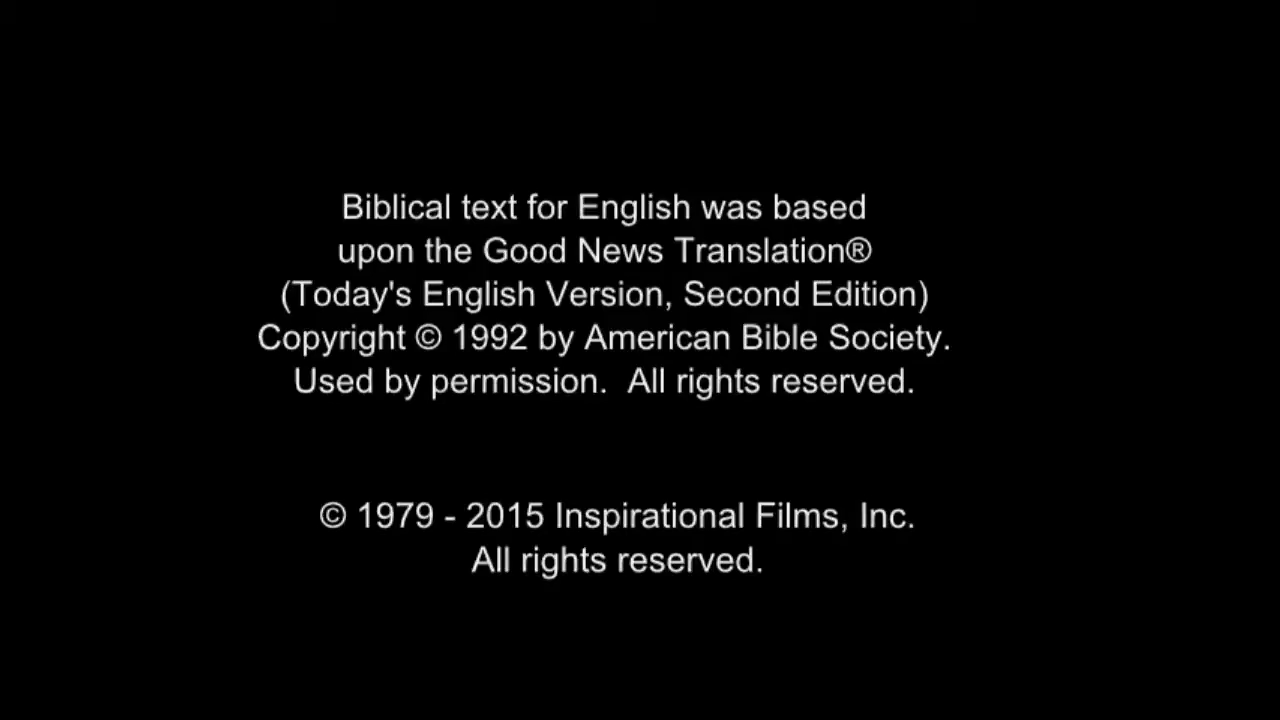 Biblical text for English was based
upon the Good News Translation®
(Today's English Version, Second Edition)
Copyright © 1992 by American Bible Society.
Used by permission.  All rights reserved.
© 1979 - 2015 Inspirational Films, Inc.
All rights reserved.